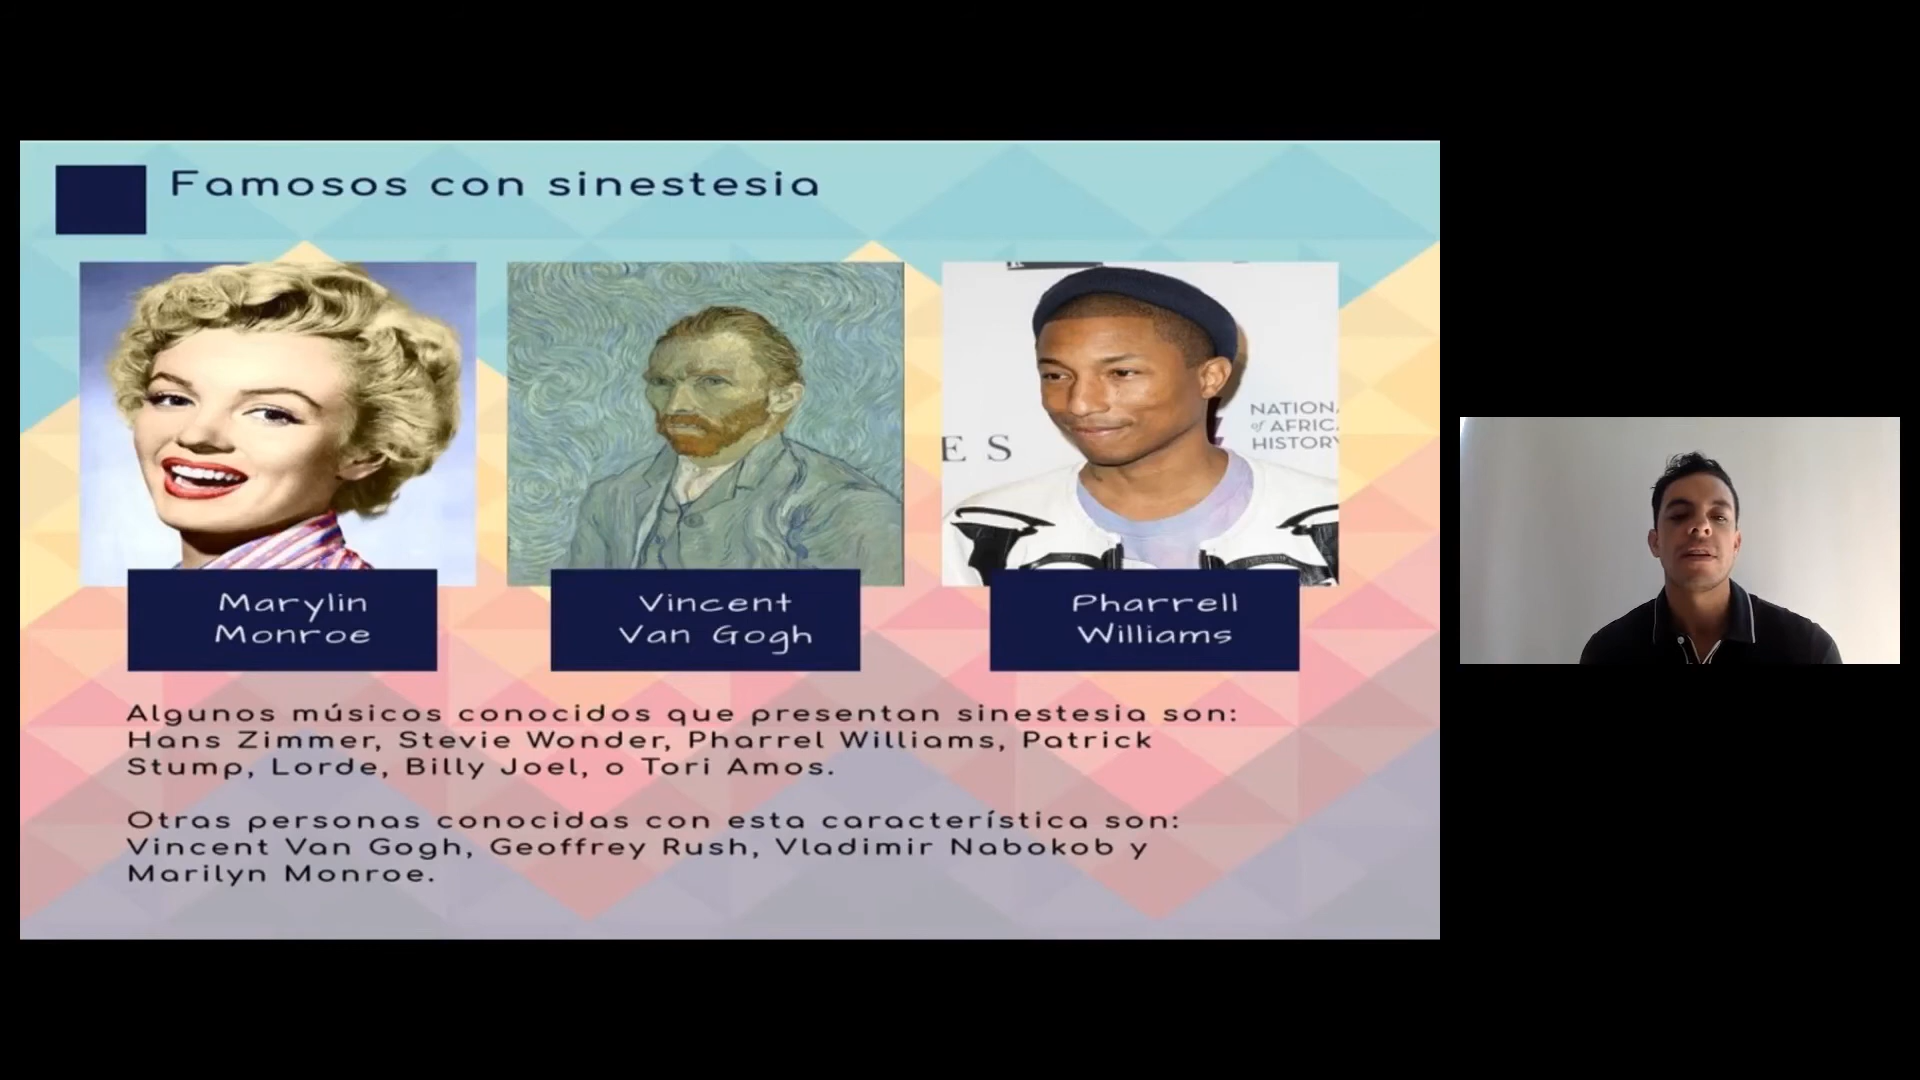 Famosos con sinestesia
ES
NATION
of AFRIC
HISTORY
Marylin
Monroe
Vincent
Van Gogh
Pharrell
Williams
Algunos músicos conocidos que presentan sinestesia son:
Hans Zimmer, Stevie Wonder, Pharrel Williams, Patrick
Stump, Lorde, Billy Joel, o Tori Amos.
Otras personas conocidas con esta característica son:
Vincent Van Gogh, Geoffrey Rush, Vladimir Nabokob y
Marilyn Monroe.